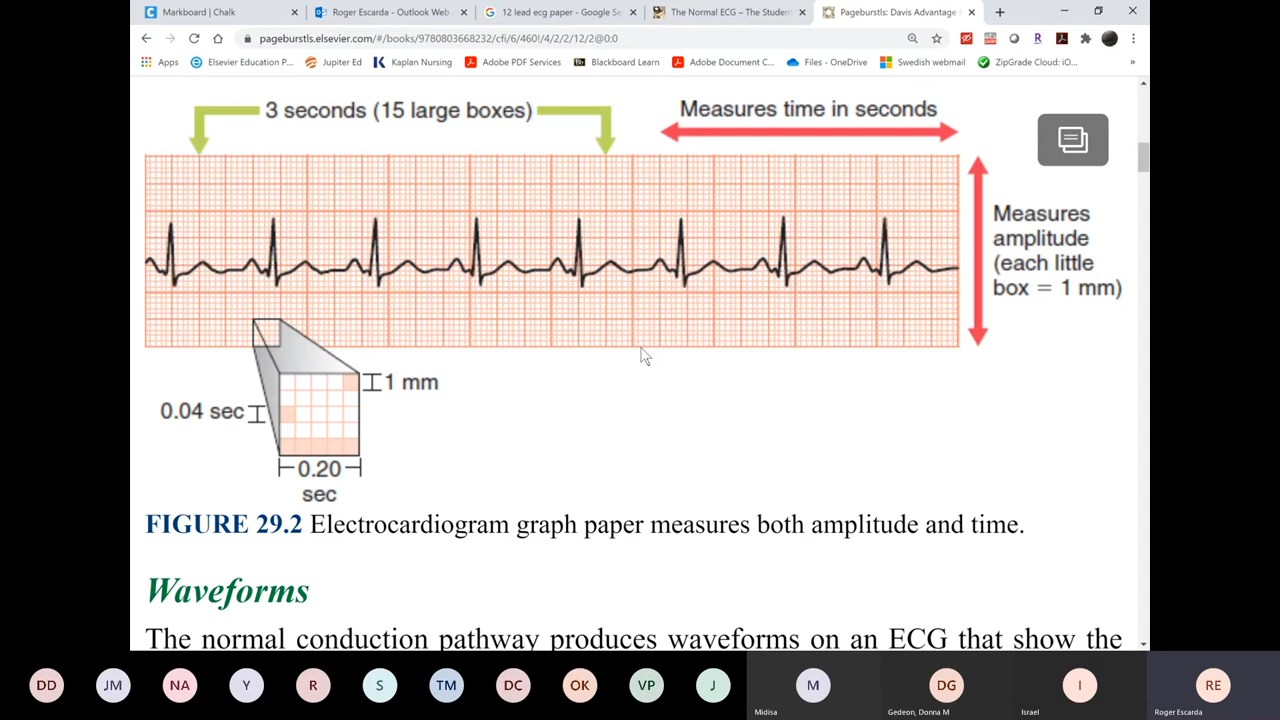 Markboard | Chalk
Roger Escarda - Outlook Web
12 lead ecg paper - Google Se
The Normal ECG – The Studen
Pageburstls: Davis Advantage
pageburstls.elsevier.com/#/books/9780803668232/cfi/6/460!/4/2/2/12/2@0:0
Apps
Elsevier Education P...
Jupiter Ed
Kaplan Nursing
Adobe PDF Services
Blackboard Learn
Adobe Document C...
Files - OneDrive
Swedish webmail
ZipGrade Cloud: iO...
»
3 seconds (15 large boxes)
Measures time in seconds
Measures
amplitude
(each little
box = 1 mm)
1 mm
0.04 sec
0.20
sec
FIGURE 29.2 Electrocardiogram graph paper measures both amplitude and time.
Waveforms
The normal conduction pathway produces waveforms on an ECG that show the
DD
JM
NA
Y
R
S
TM
DC
OK
VP
J
M
DG
I
RE
Midisa
Gedeon, Donna M
Israel
Roger Escarda